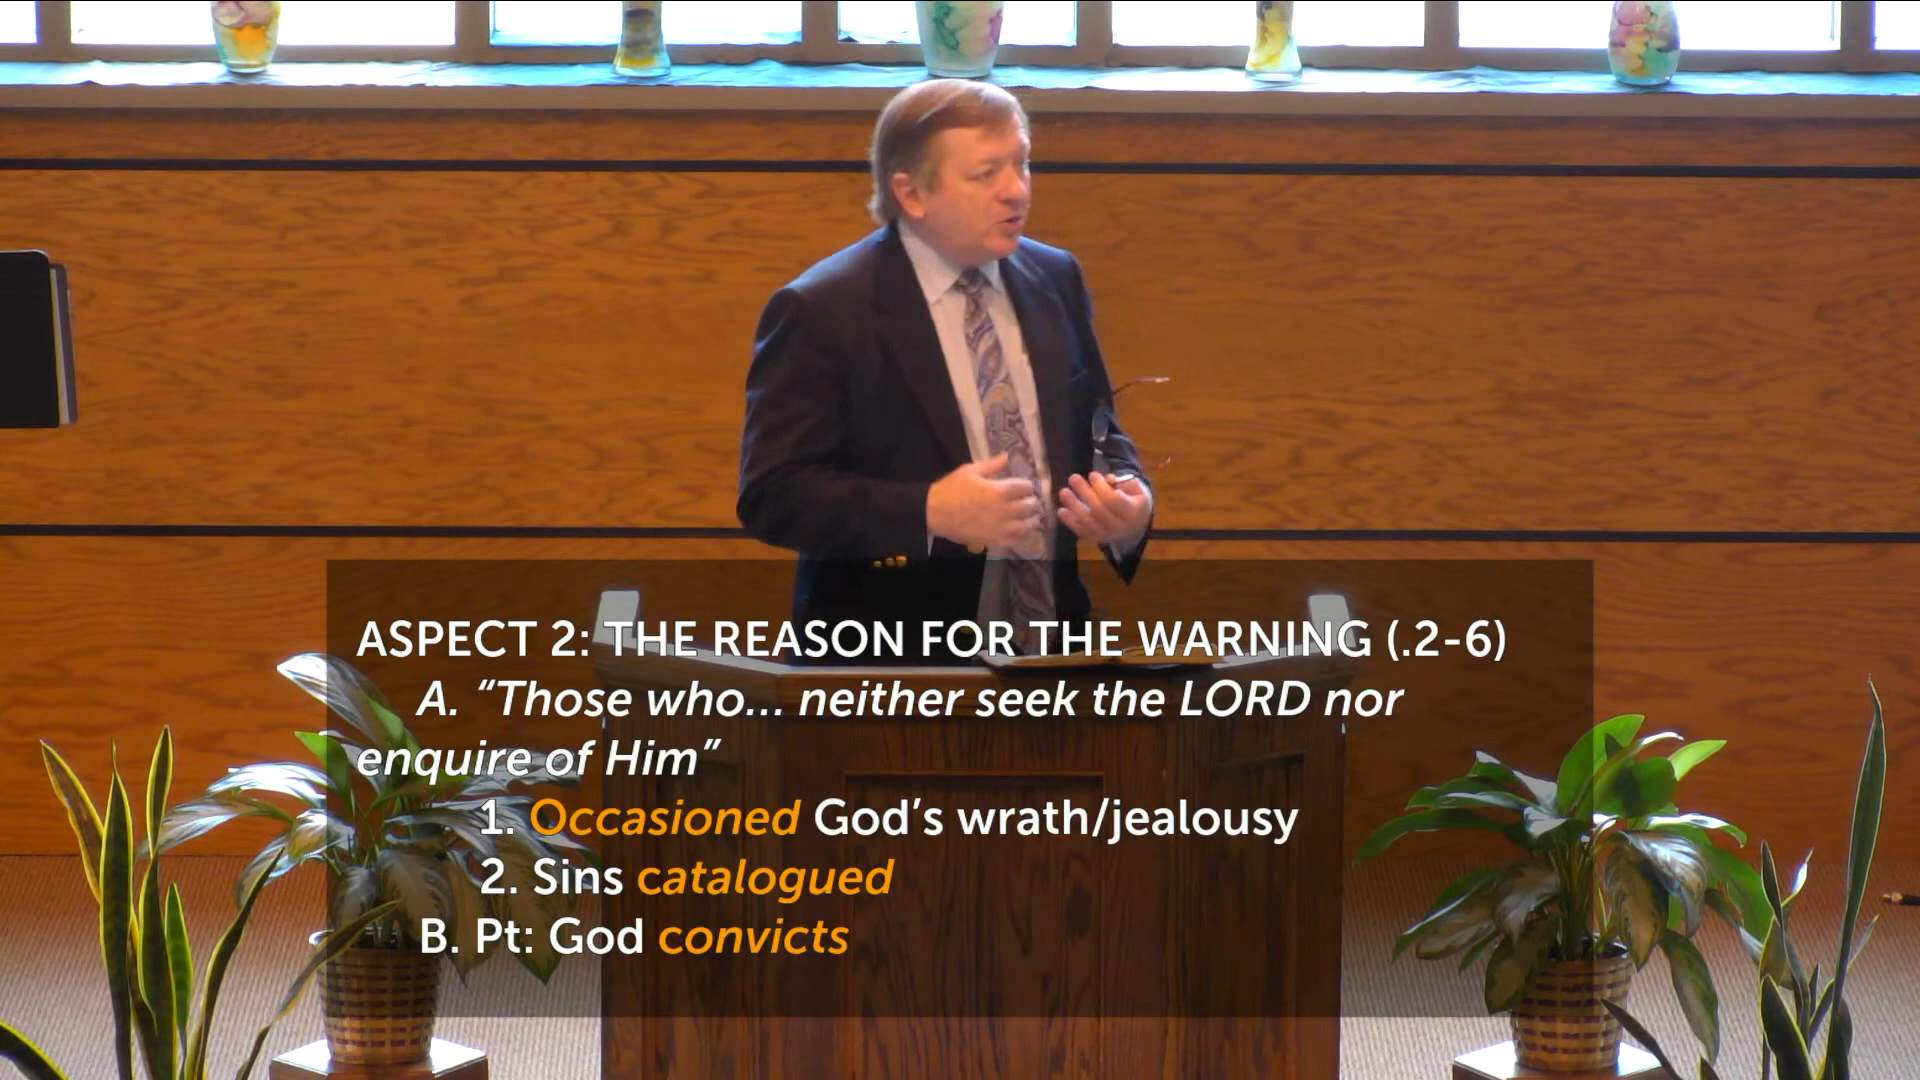 ASPECT 2: THE REASON FOR THE WARNING (.2-6)
A. “Those who... neither seek the LORD nor
enquire of Him”
1. Occasioned God’s wrath/jealousy
2. Sins catalogued
B. Pt: God convicts